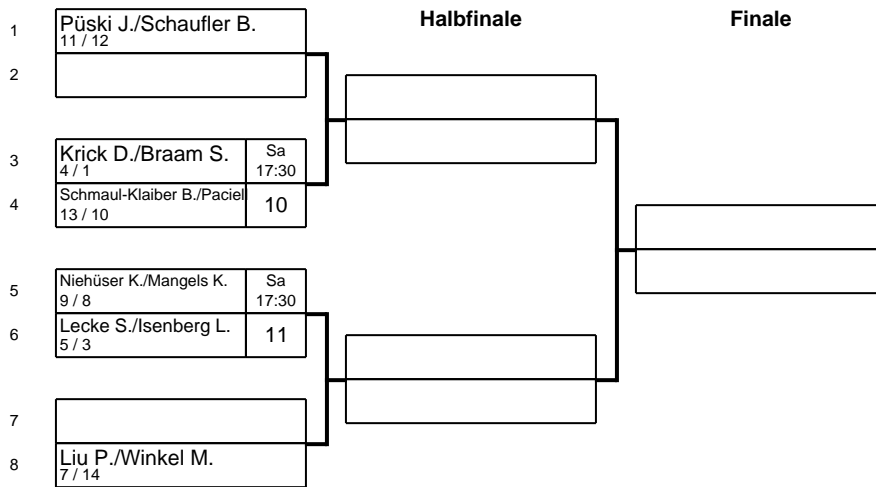 Halbfinale
Finale
1
Püski J./Schaufler B.
11 / 12
2
3
Krick D./Braam S.
4 / 1
Sa
17:30
4
Schmaul-Klaiber B./Paciel
13 / 10
10
5
Niehüser K./Mangels K.
9 / 8
Sa
17:30
6
Lecke S./Isenberg L.
5 / 3
11
7
8
Liu P./Winkel M.
7 / 14